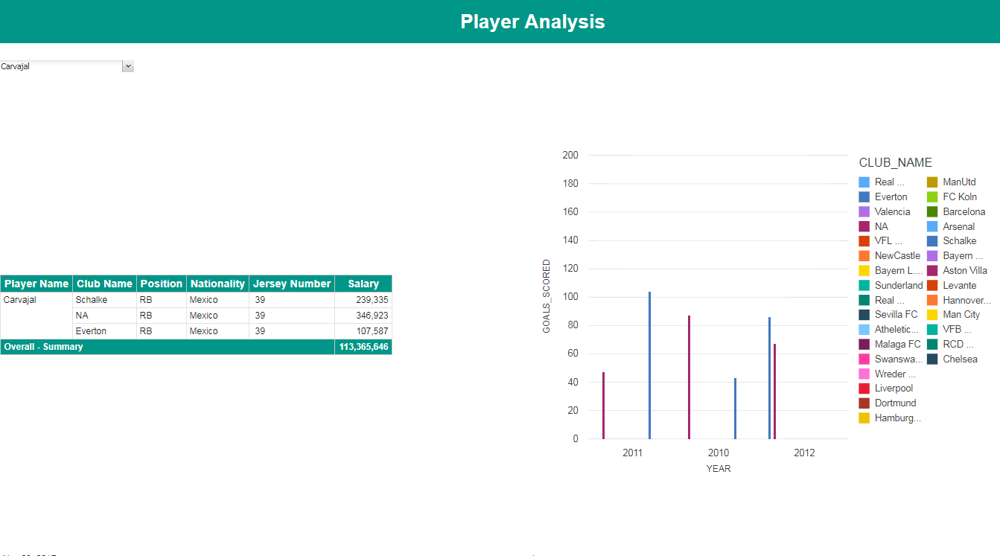 Player Analysis
Carvajal
Player Name Club Name Position Nationality Jersey Number Salary
Carvajal Schalke RB Mexico 39 239,335
NA RB Mexico 39 346,923
Everton RB Mexico 39 107,587
Overall - Summary 113,365,646
200
180
160
140
120
100
80
60
40
20
0
GOALS_SCORED
2011 2010 2012
YEAR
CLUB_NAME
Real ... ManUtd
Everton FC Koln
Valencia Barcelona
NA Arsenal
VFL ... Schalke
NewCastle Bayern ...
Bayern L.... Aston Villa
Sunderland Levante
Real ... Hannover...
Sevilla FC Man City
Atheletic... VFB ...
Malaga FC RCD ...
Swanswa... Chelsea
Wreder ...
Liverpool
Dortmund
Hamburg...